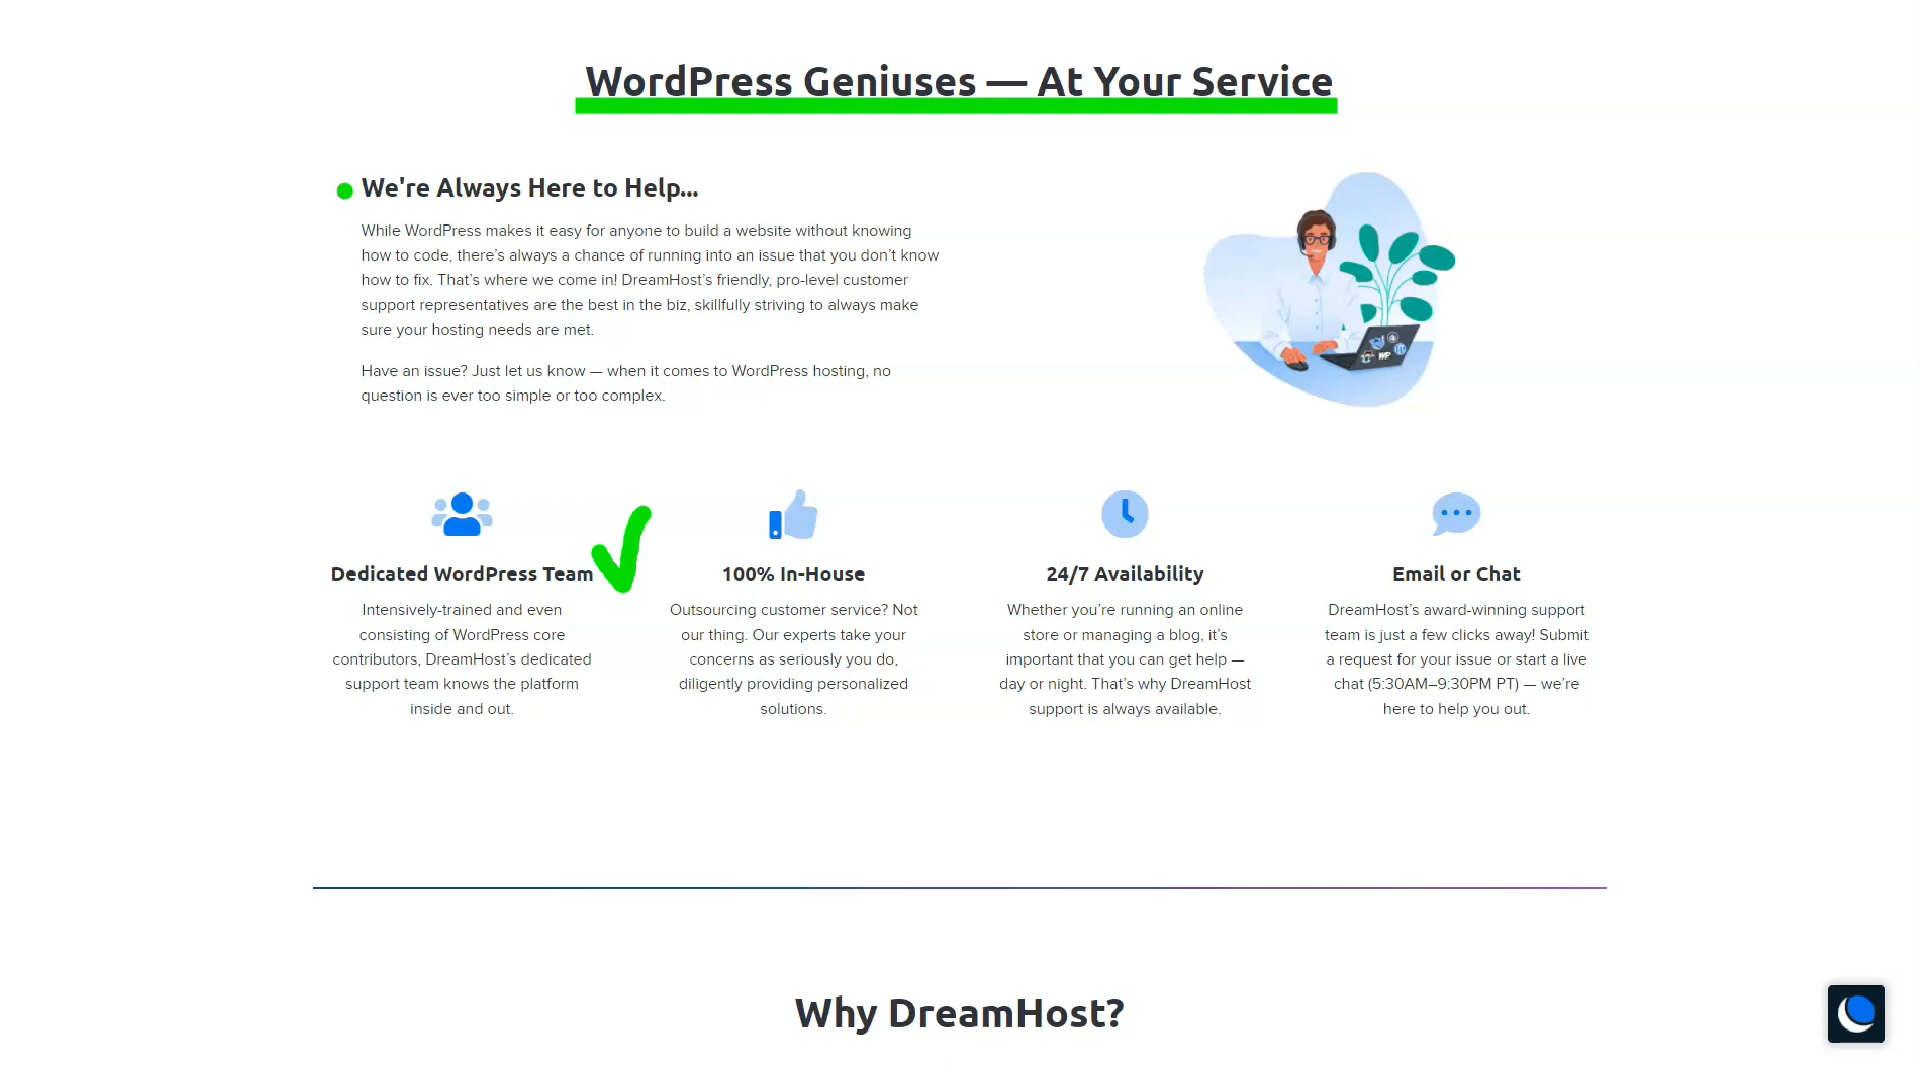 WordPress Geniuses — At Your Service
We're Always Here to Help...
While WordPress makes it easy for anyone to build a website without knowing
how to code, there's always a chance of running into an issue that you don't know
how to fix. That's where we come in! DreamHost's friendly, pro-level customer
support representatives are the best in the biz, skillfully striving to always make
sure your hosting needs are met.
Have an issue? Just let us know — when it comes to WordPress hosting, no
question is ever too simple or too complex.
WP
Dedicated WordPress Team
Intensively-trained and even
consisting of WordPress core
contributors, DreamHost's dedicated
support team knows the platform
inside and out.
100% In-House
Outsourcing customer service? Not
our thing. Our experts take your
concerns as seriously you do,
diligently providing personalized
solutions.
24/7 Availability
Whether you're running an online
store or managing a blog, it's
important that you can get help —
day or night. That's why DreamHost
support is always available.
Email or Chat
DreamHost's award-winning support
team is just a few clicks away! Submit
a request for your issue or start a live
chat (5:30AM–9:30PM PT) — we're
here to help you out.
Why DreamHost?